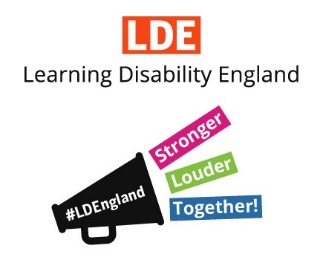 LDE
Learning Disability England
Stronger
Louder
Together!
#LDEngland